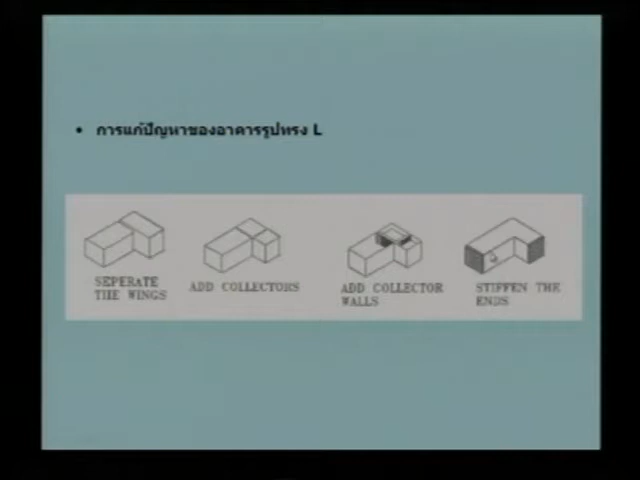 • การแก้ปัญหาของอาคารรูปทรง L
SEPERATE
THE WINGS
ADD COLLECTORS
ADD COLLECTOR
WALLS
STIFFEN THE
ENDS